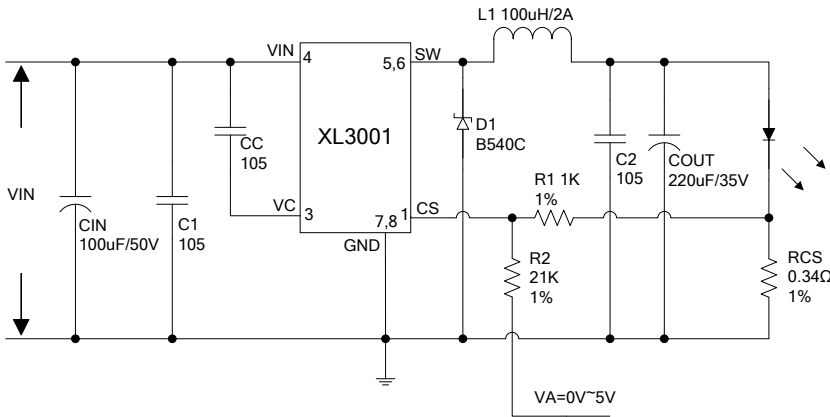 L1 100uH/2A
VIN
4
5,6
SW
XL3001
CC
105
D1
B540C
C2
105
COUT
220uF/35V
VIN
CIN
100uF/50V
C1
105
VC
3
7,8
1
CS
GND
R1 1K
1%
R2
21K
1%
RCS
0.34Ω
1%
VA=0V~5V